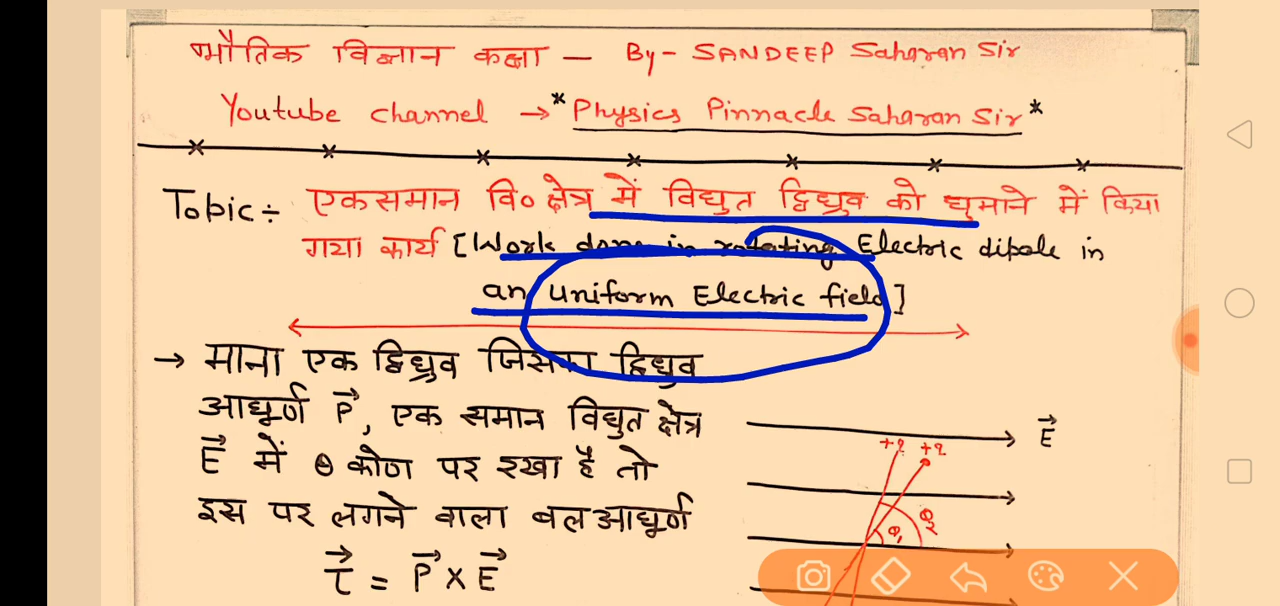 भौतिक विज्ञान कक्षा — By- SANDEEP Saharan Sir
Youtube channel → *Physics Pinnacle Saharan Sir*
Topic ÷ एकसमान वि० क्षेत्र में विद्युत द्विध्रुव को घुमाने में किया
गया कार्य [Work done in rotating Electric dipole in
an uniform Electric field]
→ माना एक द्विध्रुव जिसका द्विध्रुव
आघूर्ण P⃗, एक समान विद्युत क्षेत्र
E⃗ में θ कोण पर रखा है तो
इस पर लगने वाला बल आघूर्ण
τ⃗ = P⃗ × E⃗
E⃗
+q +q
θ₁ θ₂